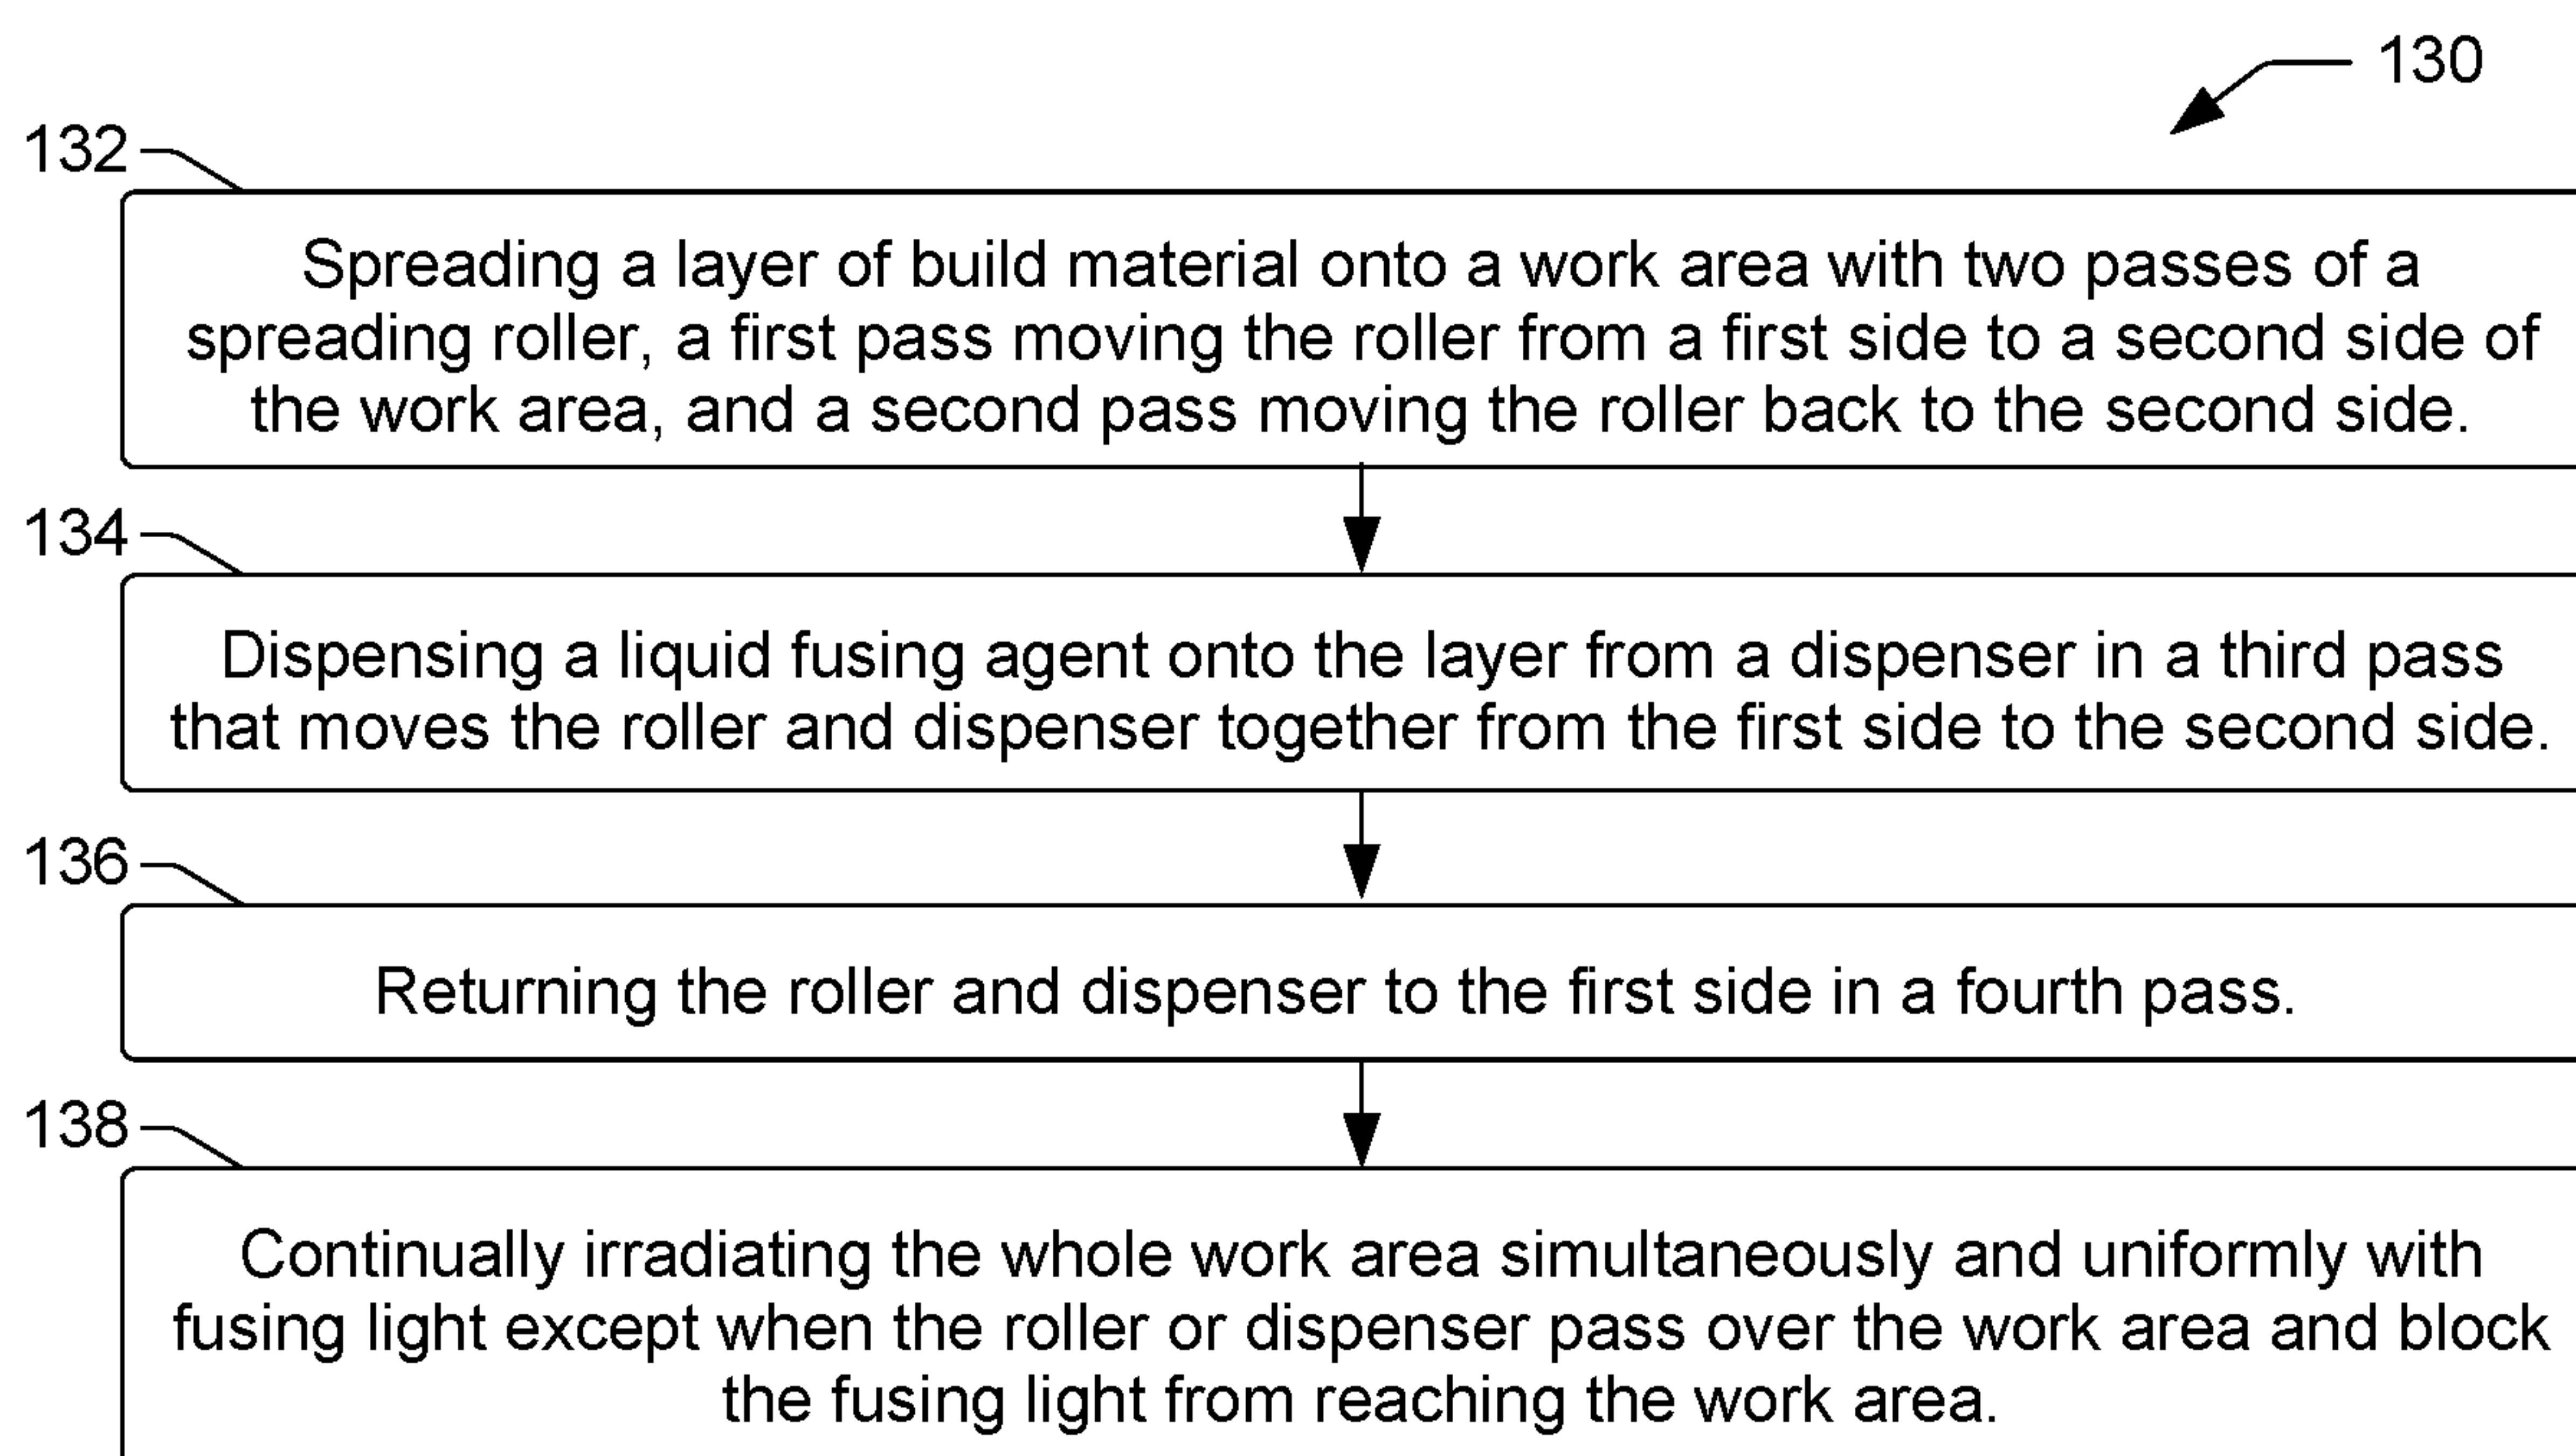 130
132
Spreading a layer of build material onto a work area with two passes of a
spreading roller, a first pass moving the roller from a first side to a second side of
the work area, and a second pass moving the roller back to the second side.
134
Dispensing a liquid fusing agent onto the layer from a dispenser in a third pass
that moves the roller and dispenser together from the first side to the second side.
136
Returning the roller and dispenser to the first side in a fourth pass.
138
Continually irradiating the whole work area simultaneously and uniformly with
fusing light except when the roller or dispenser pass over the work area and block
the fusing light from reaching the work area.